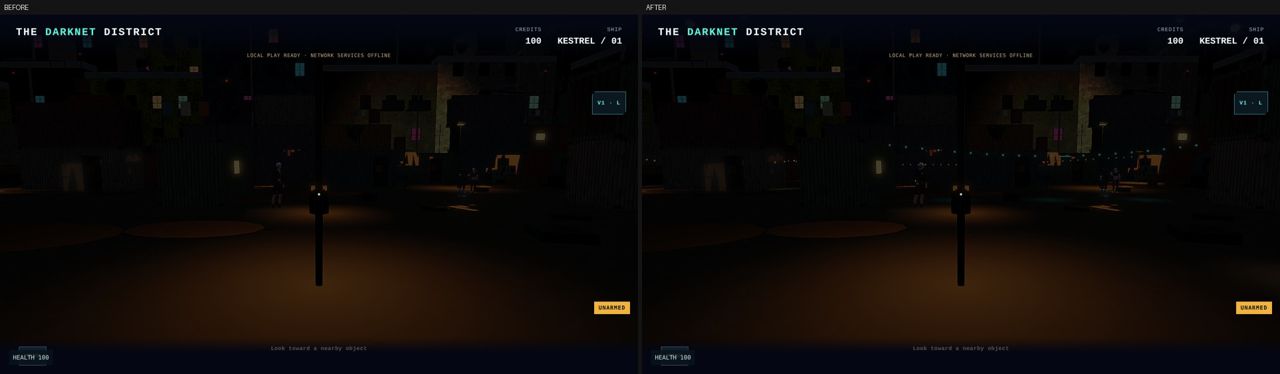 BEFORE
THE DARKNET DISTRICT
CREDITS
100
SHIP
KESTREL / 01
LOCAL PLAY READY · NETWORK SERVICES OFFLINE
V1 · L
UNARMED
Look toward a nearby object
HEALTH 100
AFTER
THE DARKNET DISTRICT
CREDITS
100
SHIP
KESTREL / 01
LOCAL PLAY READY · NETWORK SERVICES OFFLINE
V1 · L
UNARMED
Look toward a nearby object
HEALTH 100